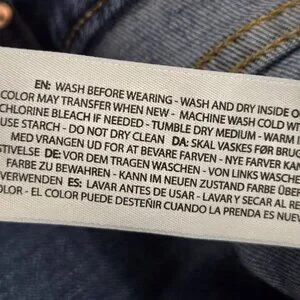 EN: WASH BEFORE WEARING - WASH AND DRY INSIDE O
COLOR MAY TRANSFER WHEN NEW - MACHINE WASH COLD WIT
CHLORINE BLEACH IF NEEDED - TUMBLE DRY MEDIUM - WARM I
USE STARCH - DO NOT DRY CLEAN DA: SKAL VASKES FØR BRUG
MED VRANGEN UD FOR AT BEVARE FARVEN - NYE FARVER KAN
STIVELSE DE: VOR DEM TRAGEN WASCHEN - VON LINKS WASCHE
FARBE ZU BEWAHREN - KANN IM NEUEN ZUSTAND FARBE ÜBER
VERWENDEN ES: LAVAR ANTES DE USAR - LAVAR Y SECAR AL RE
OLOR - EL COLOR PUEDE DESTEÑIR CUANDO LA PRENDA ES NUEV